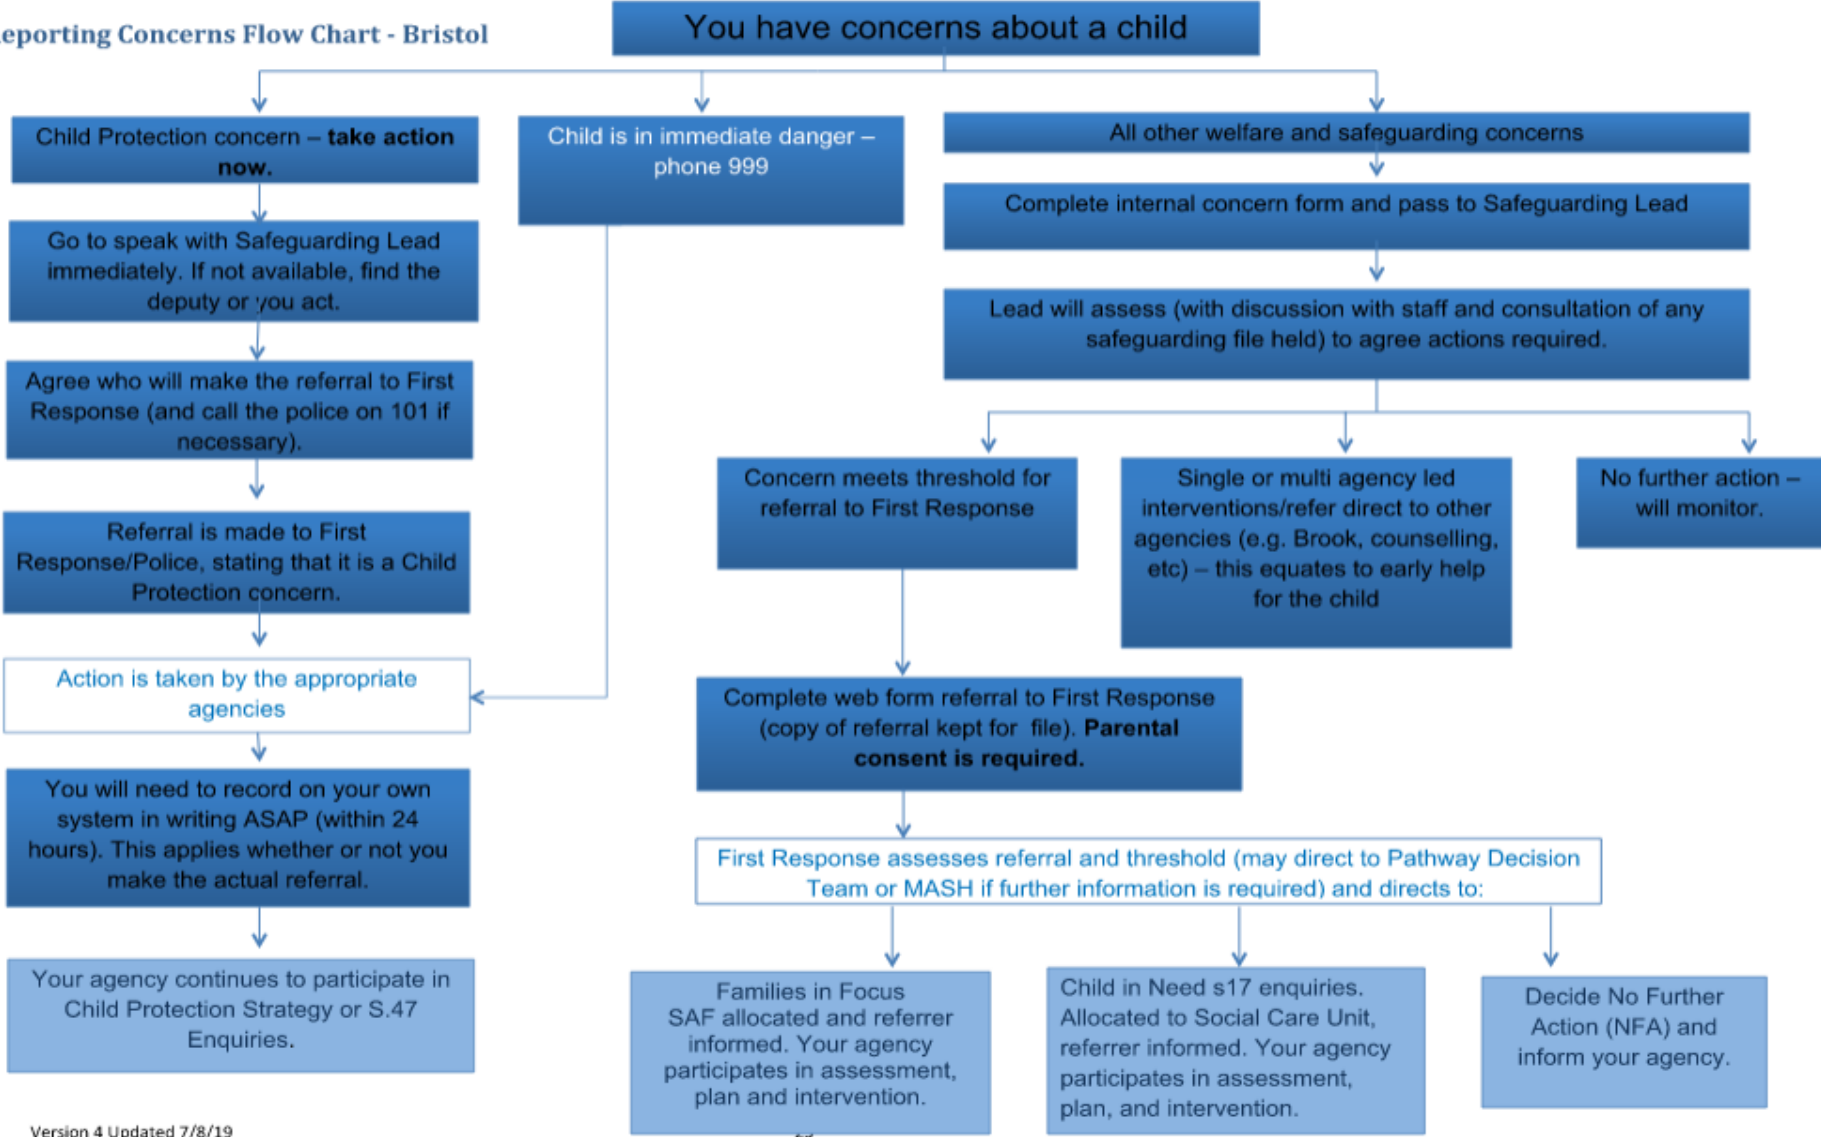 eporting Concerns Flow Chart - Bristol
You have concerns about a child
Child Protection concern – take action
now.
Go to speak with Safeguarding Lead
immediately. If not available, find the
deputy or you act.
Agree who will make the referral to First
Response (and call the police on 101 if
necessary).
Referral is made to First
Response/Police, stating that it is a Child
Protection concern.
Action is taken by the appropriate
agencies
You will need to record on your own
system in writing ASAP (within 24
hours). This applies whether or not you
make the actual referral.
Your agency continues to participate in
Child Protection Strategy or S.47
Enquiries.
Child is in immediate danger –
phone 999
All other welfare and safeguarding concerns
Complete internal concern form and pass to Safeguarding Lead
Lead will assess (with discussion with staff and consultation of any
safeguarding file held) to agree actions required.
Concern meets threshold for
referral to First Response
Single or multi agency led
interventions/refer direct to other
agencies (e.g. Brook, counselling,
etc) – this equates to early help
for the child
No further action –
will monitor.
Complete web form referral to First Response
(copy of referral kept for file). Parental
consent is required.
First Response assesses referral and threshold (may direct to Pathway Decision
Team or MASH if further information is required) and directs to:
Families in Focus
SAF allocated and referrer
informed. Your agency
participates in assessment,
plan and intervention.
Child in Need s17 enquiries.
Allocated to Social Care Unit,
referrer informed. Your agency
participates in assessment,
plan, and intervention.
Decide No Further
Action (NFA) and
inform your agency.
Version 4 Updated 7/8/19